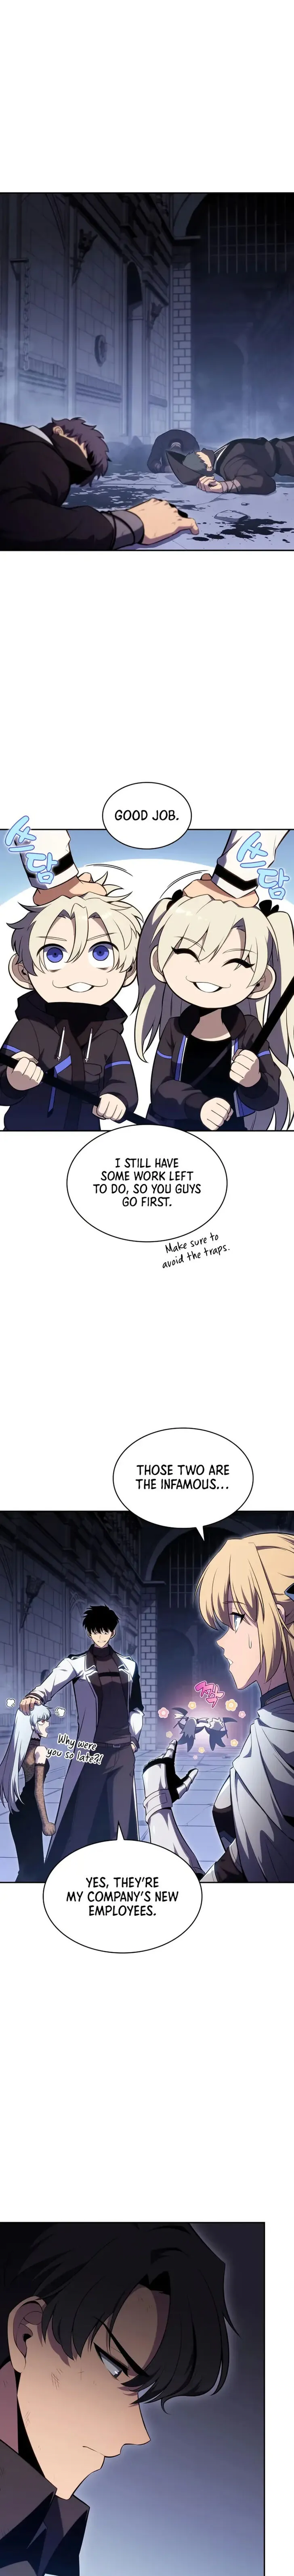 GOOD JOB.
쓰담
쓰담
I STILL HAVE
SOME WORK LEFT
TO DO, SO YOU GUYS
GO FIRST.
Make sure to
avoid the traps.
THOSE TWO ARE
THE INFAMOUS...
Why were
you so late?!
YES, THEY'RE
MY COMPANY'S NEW
EMPLOYEES.